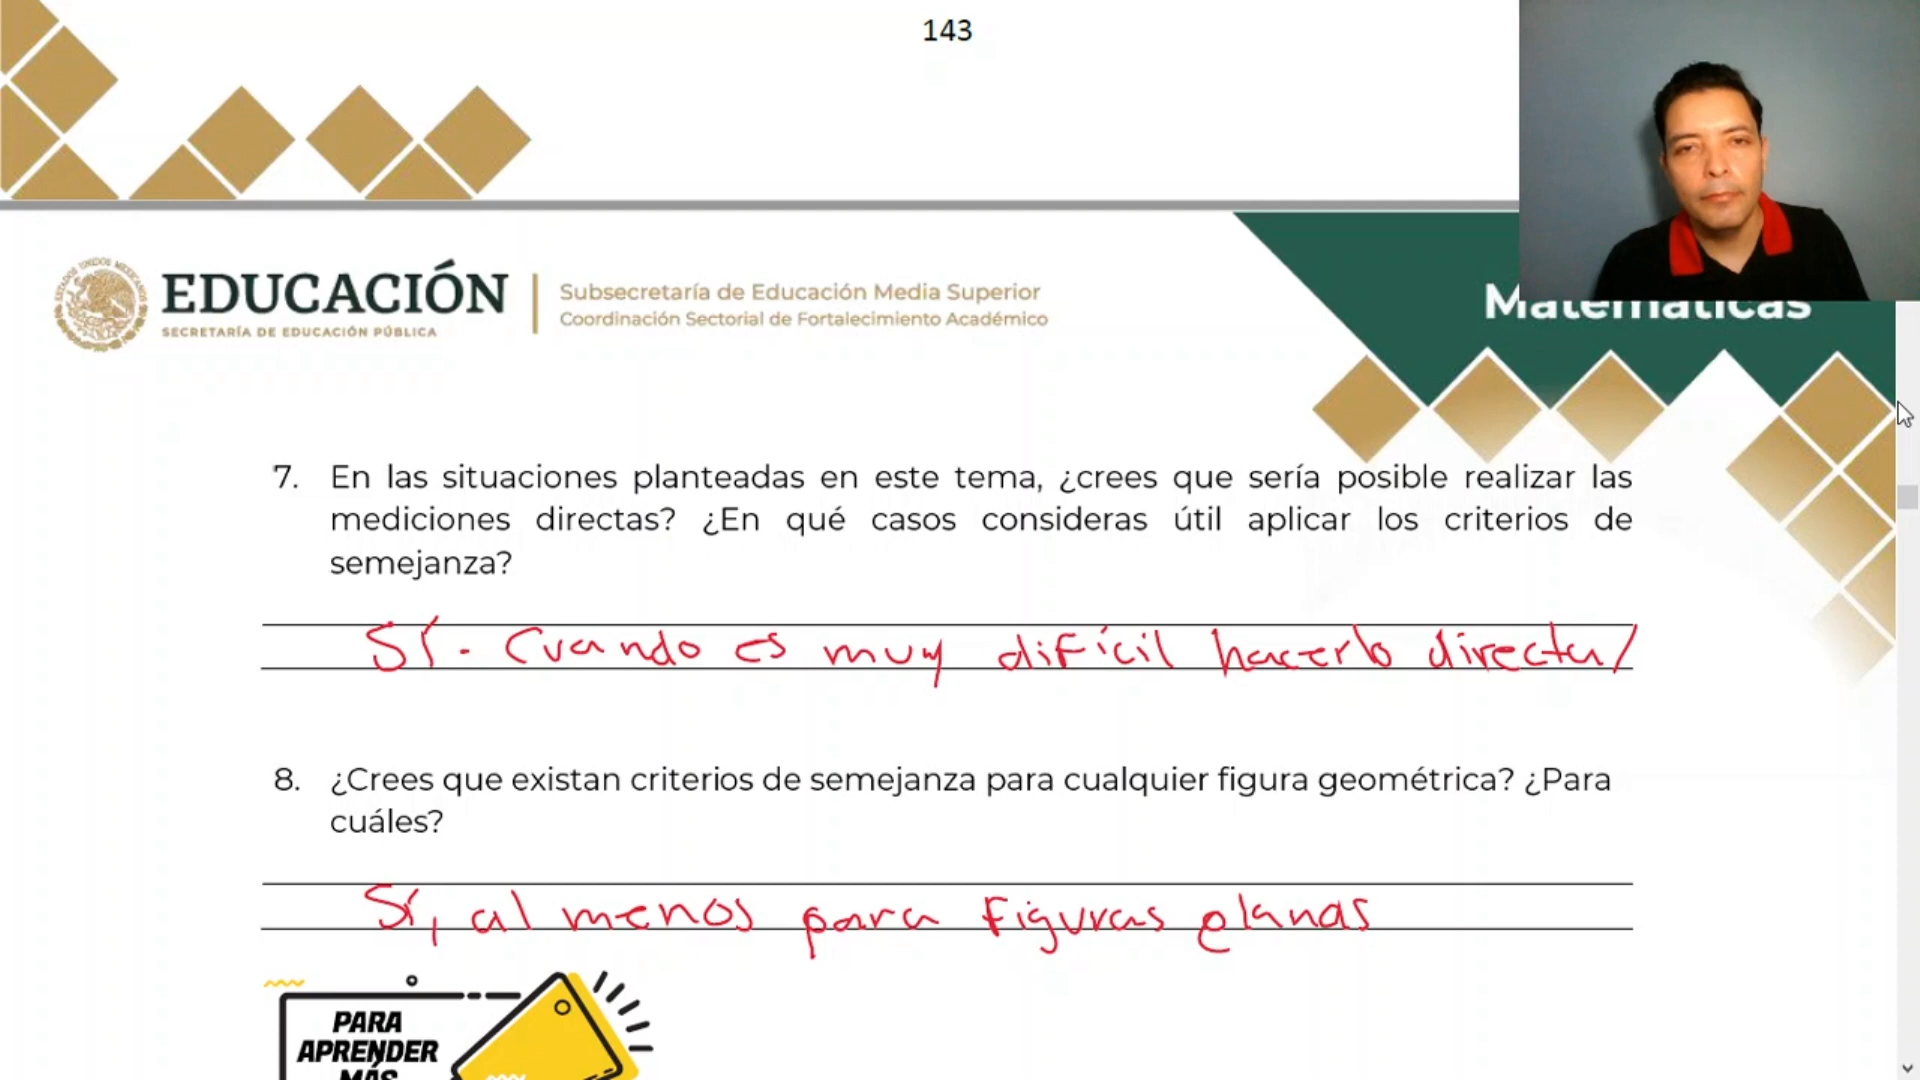 143
EDUCACIÓN
SECRETARÍA DE EDUCACIÓN PÚBLICA
Subsecretaría de Educación Media Superior
Coordinación Sectorial de Fortalecimiento Académico
Matemáticas
7. En las situaciones planteadas en este tema, ¿crees que sería posible realizar las
mediciones directas? ¿En qué casos consideras útil aplicar los criterios de
semejanza?
Sí. Cuando es muy difícil hacerlo directa/
8. ¿Crees que existan criterios de semejanza para cualquier figura geométrica? ¿Para
cuáles?
Sí, al menos para figuras planas
PARA
APRENDER
MÁS